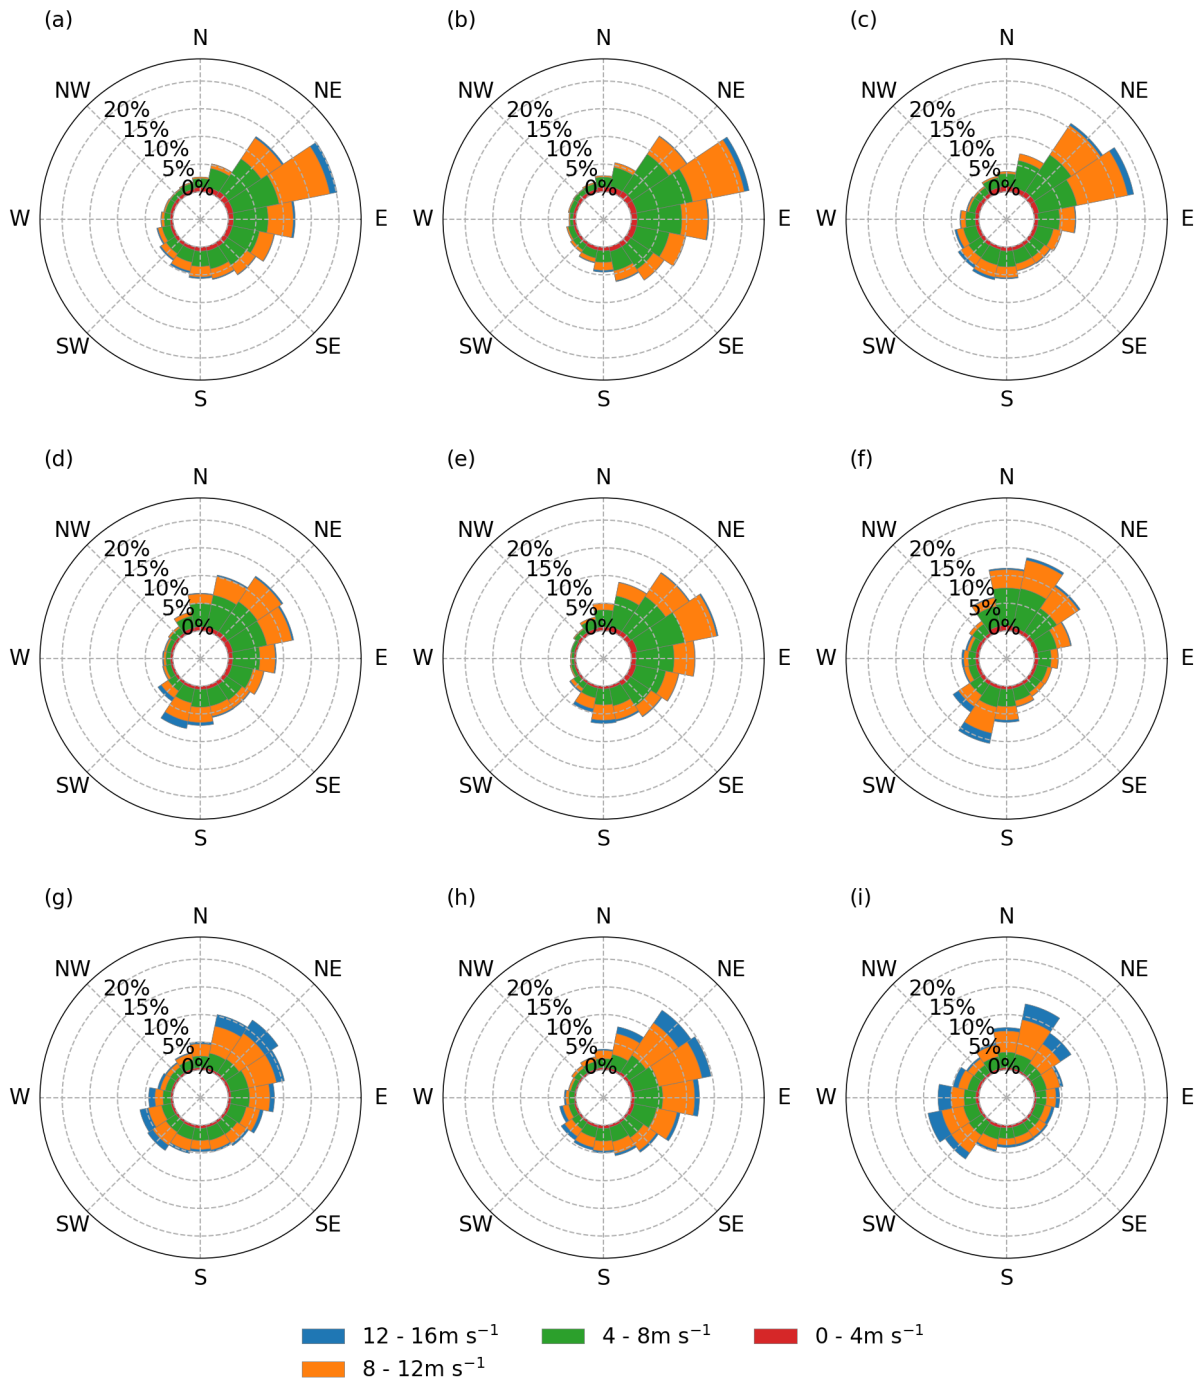 (a) (b) (c)
N N N
NW NE NW NE NW NE
20% 20% 20%
15% 15% 15%
10% 10% 10%
5% 5% 5%
0% 0% 0%
W E W E W E
SW SE SW SE SW SE
S S S
(d) (e) (f)
N N N
NW NE NW NE NW NE
20% 20% 20%
15% 15% 15%
10% 10% 10%
5% 5% 5%
0% 0% 0%
W E W E W E
SW SE SW SE SW SE
S S S
(g) (h) (i)
N N N
NW NE NW NE NW NE
20% 20% 20%
15% 15% 15%
10% 10% 10%
5% 5% 5%
0% 0% 0%
W E W E W E
SW SE SW SE SW SE
S S S
12 - 16m s⁻¹ 4 - 8m s⁻¹ 0 - 4m s⁻¹
8 - 12m s⁻¹